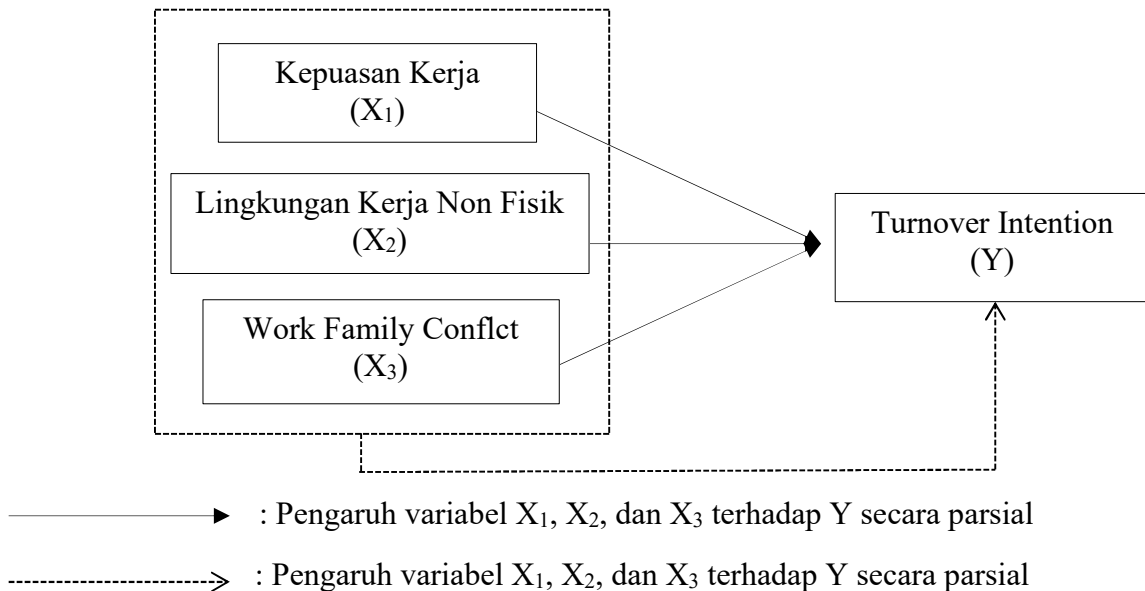 Kepuasan Kerja
(X₁)
Lingkungan Kerja Non Fisik
(X₂)
Turnover Intention
(Y)
Work Family Conflct
(X₃)
: Pengaruh variabel X₁, X₂, dan X₃ terhadap Y secara parsial
: Pengaruh variabel X₁, X₂, dan X₃ terhadap Y secara parsial